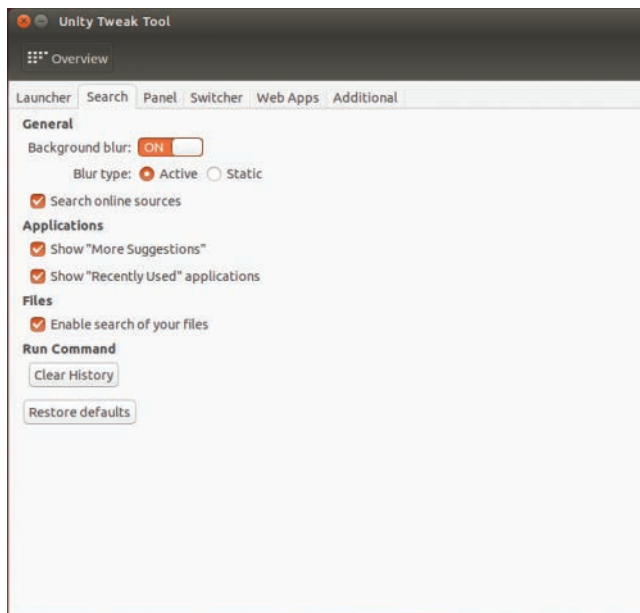 Unity Tweak Tool
Overview
Launcher Search Panel Switcher Web Apps Additional
General
Background blur: ON
Blur type: Active Static
Search online sources
Applications
Show "More Suggestions"
Show "Recently Used" applications
Files
Enable search of your files
Run Command
Clear History
Restore defaults